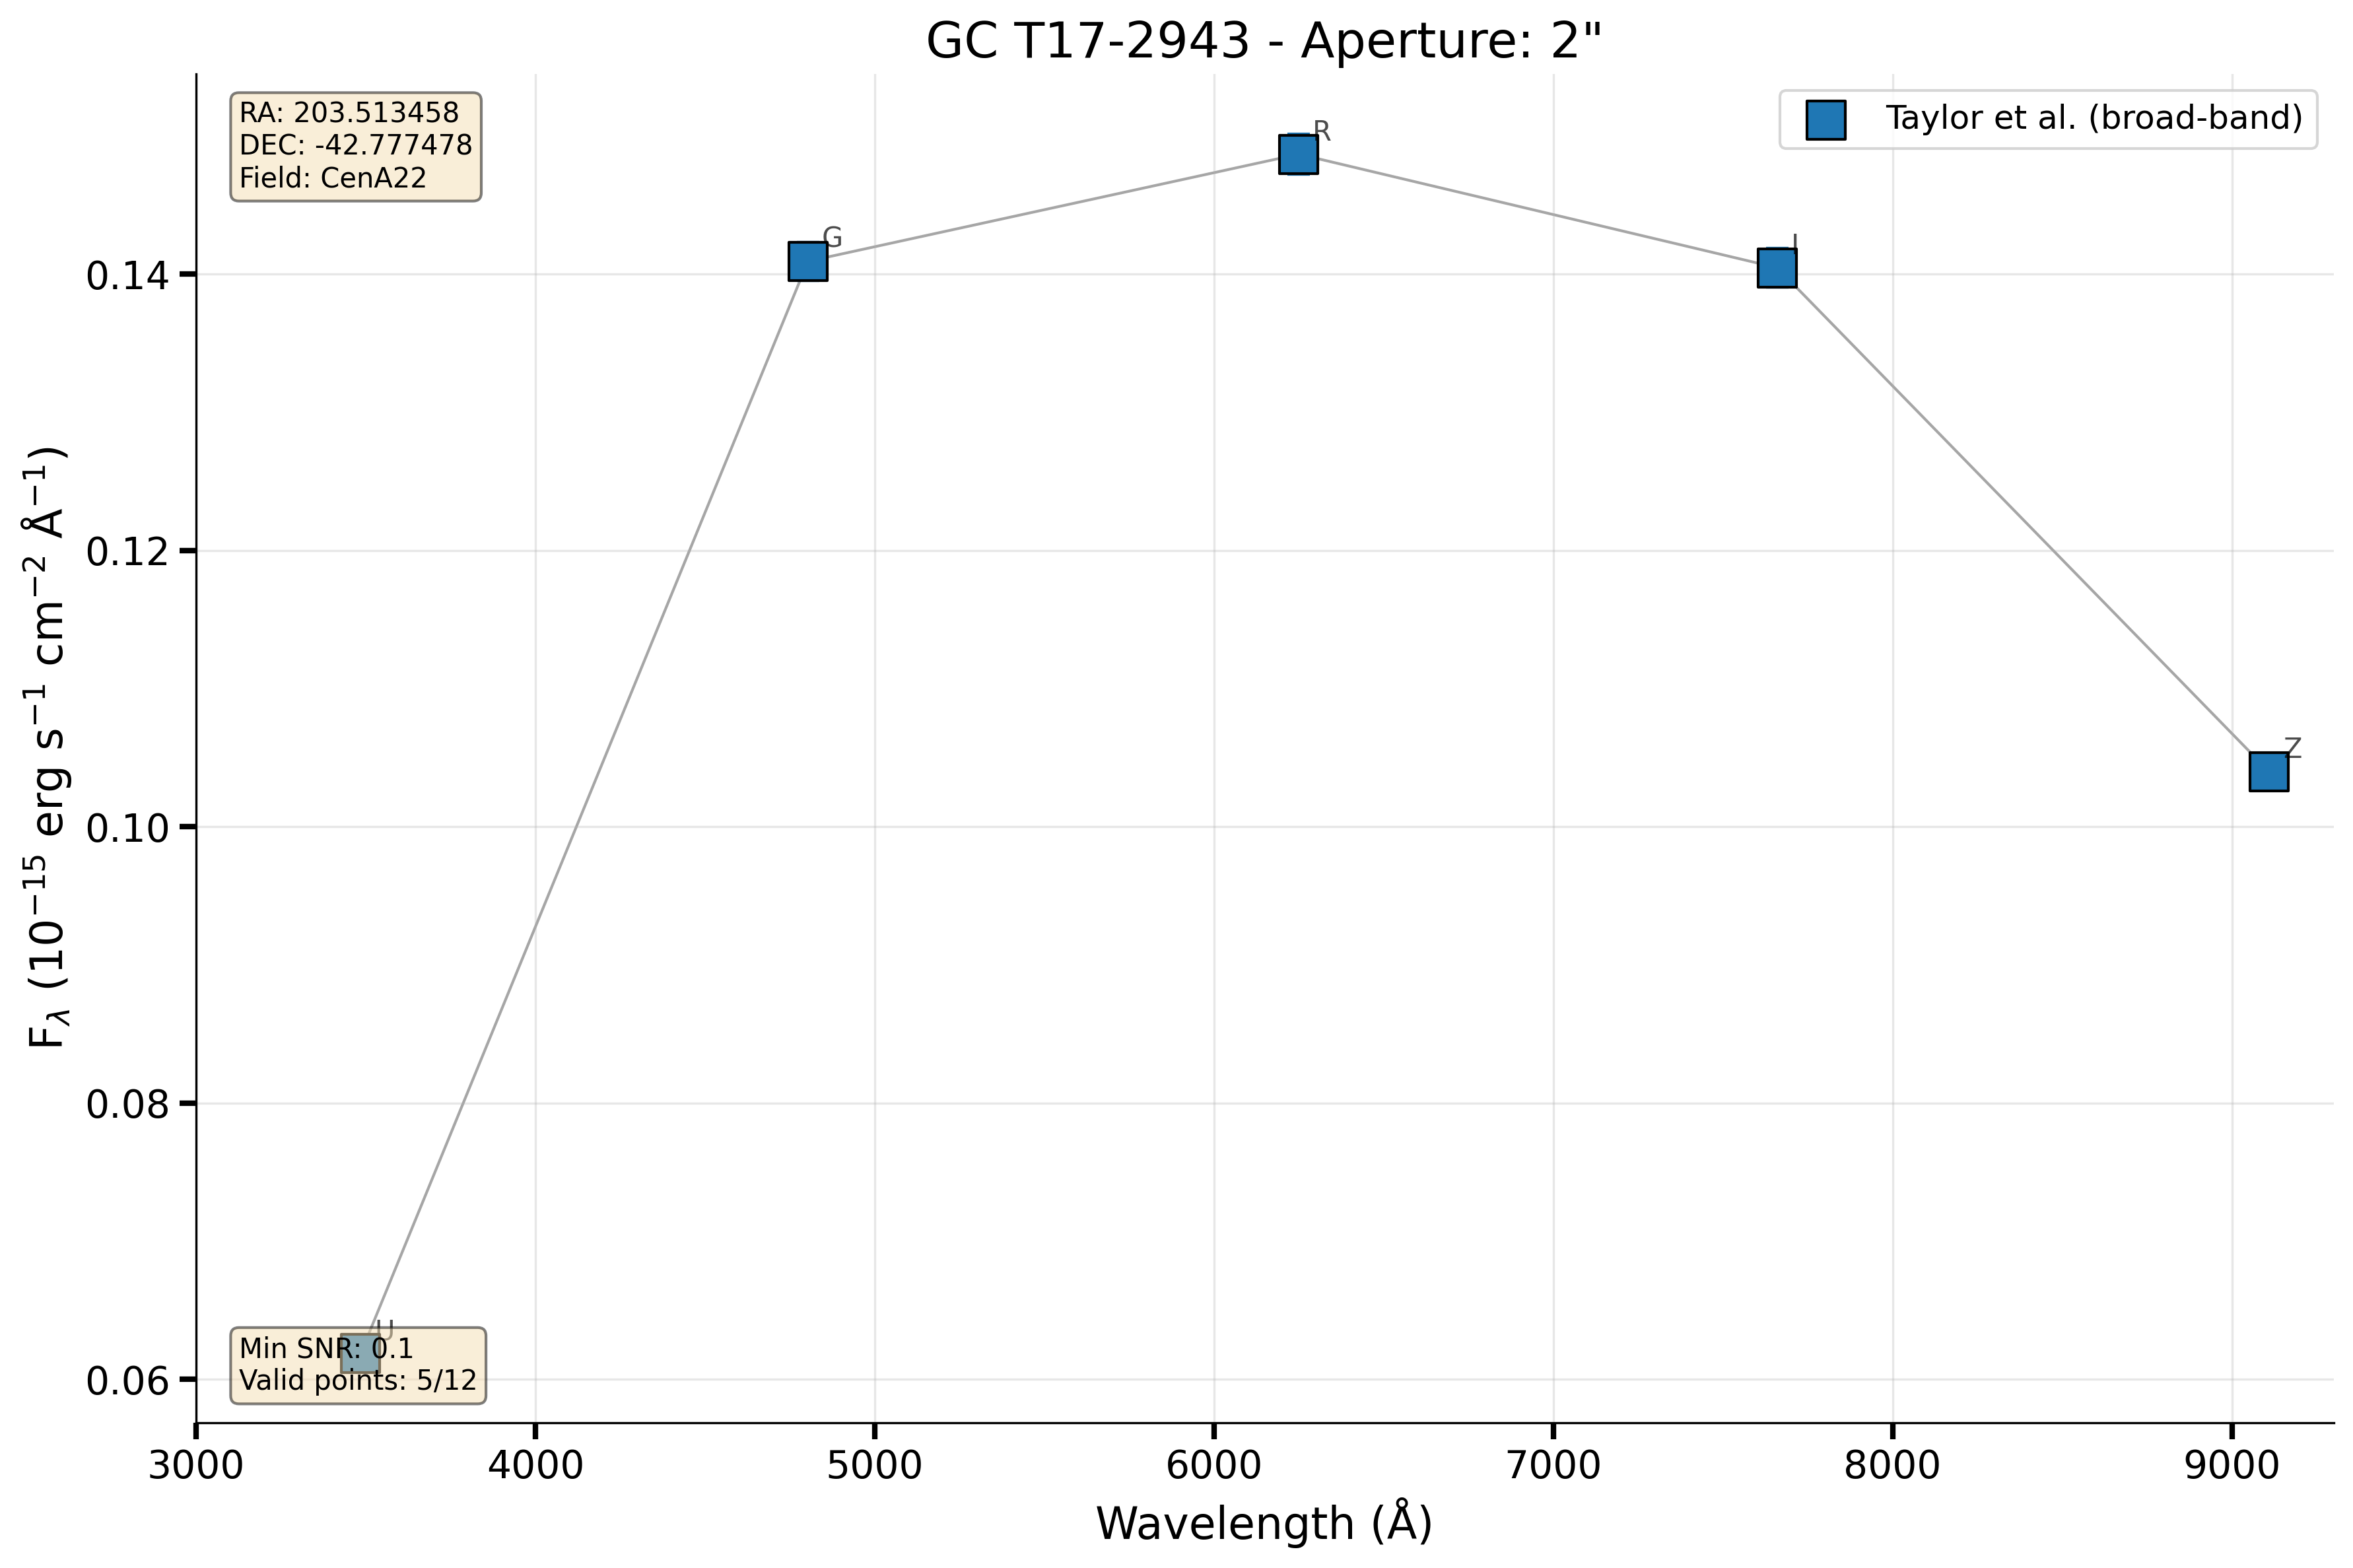 GC T17-2943 - Aperture: 2"
RA: 203.513458
DEC: -42.777478
Field: CenA22
Taylor et al. (broad-band)
R
G
I
Z
U
0.14
0.12
0.10
0.08
0.06
F_λ (10⁻¹⁵ erg s⁻¹ cm⁻² Å⁻¹)
Min SNR: 0.1
Valid points: 5/12
3000 4000 5000 6000 7000 8000 9000
Wavelength (Å)